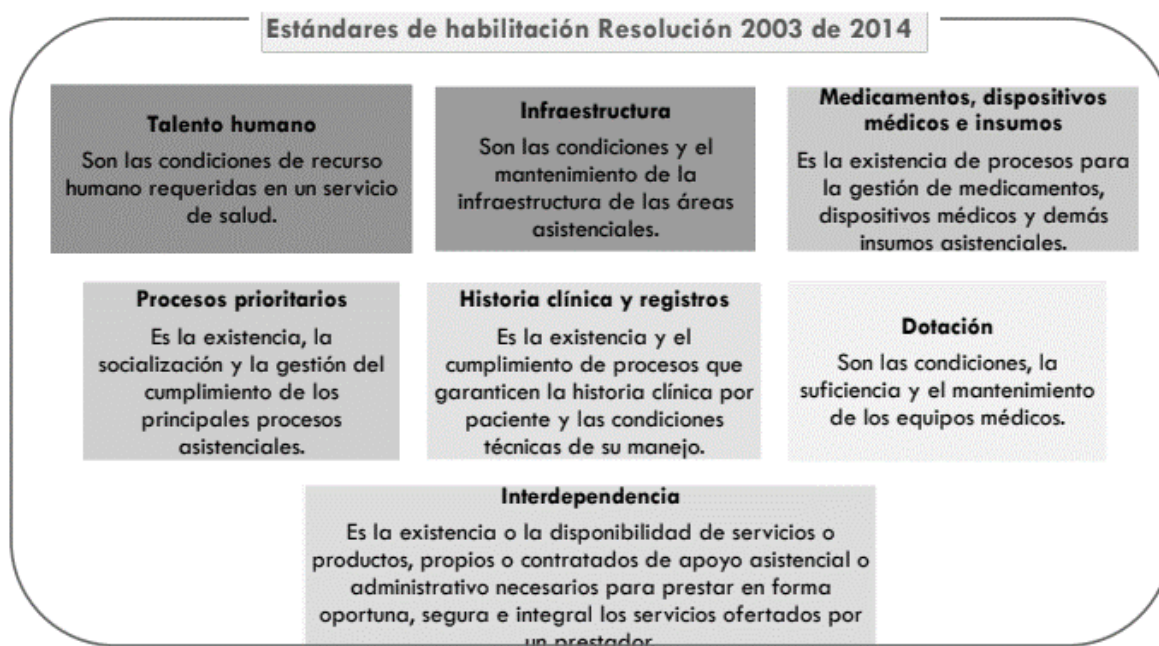 Estándares de habilitación Resolución 2003 de 2014
Talento humano
Son las condiciones de recurso
humano requeridas en un servicio
de salud.
Infraestructura
Son las condiciones y el
mantenimiento de la
infraestructura de las áreas
asistenciales.
Medicamentos, dispositivos
médicos e insumos
Es la existencia de procesos para
la gestión de medicamentos,
dispositivos médicos y demás
insumos asistenciales.
Procesos prioritarios
Es la existencia, la
socialización y la gestión del
cumplimiento de los
principales procesos
asistenciales.
Historia clínica y registros
Es la existencia y el
cumplimiento de procesos que
garanticen la historia clínica por
paciente y las condiciones
técnicas de su manejo.
Dotación
Son las condiciones, la
suficiencia y el mantenimiento
de los equipos médicos.
Interdependencia
Es la existencia o la disponibilidad de servicios o
productos, propios o contratados de apoyo asistencial o
administrativo necesarios para prestar en forma
oportuna, segura e integral los servicios ofertados por
un prestador.